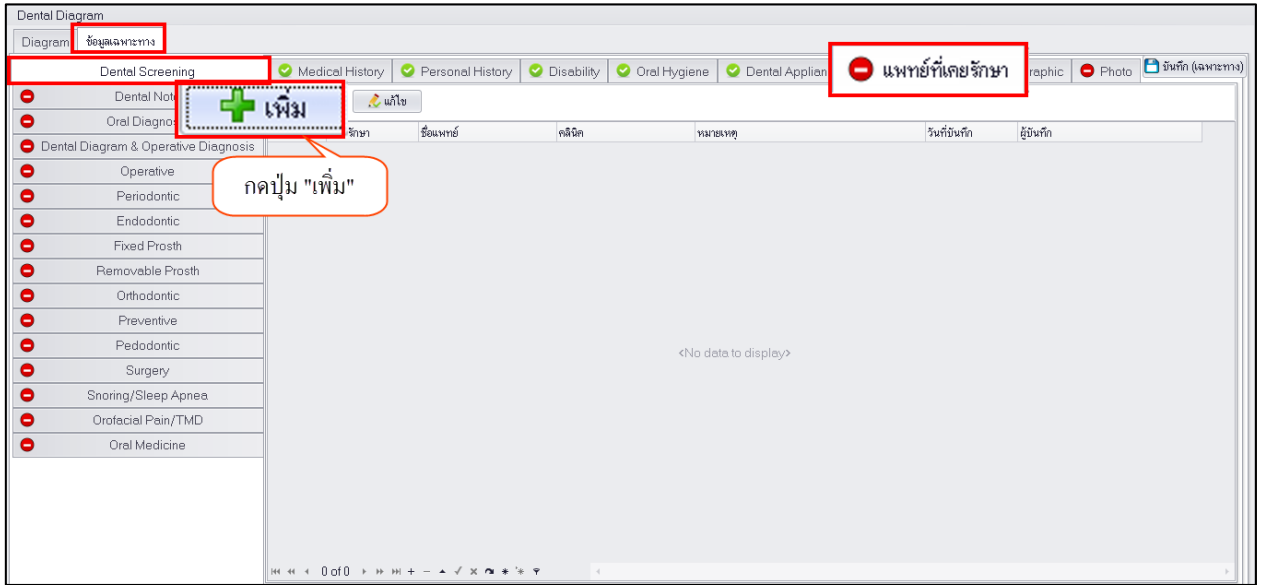 Dental Diagram
Diagram ข้อมูลเฉพาะทาง
Dental Screening Medical History Personal History Disability Oral Hygiene Dental Applian แพทย์ที่เคยรักษา raphic Photo บันทึก (เฉพาะทาง)
Dental Not เพิ่ม แก้ไข
Oral Diagno รักษา ชื่อแพทย์ คลินิค หมายเหตุ วันที่บันทึก ผู้บันทึก
Dental Diagram & Operative Diagnosis
Operative
กดปุ่ม "เพิ่ม"
Periodontic
Endodontic
Fixed Prosth
Removable Prosth
Orthodontic
Preventive
Pedodontic
<No data to display>
Surgery
Snoring/Sleep Apnea
Orofacial Pain/TMD
Oral Medicine
0 of 0